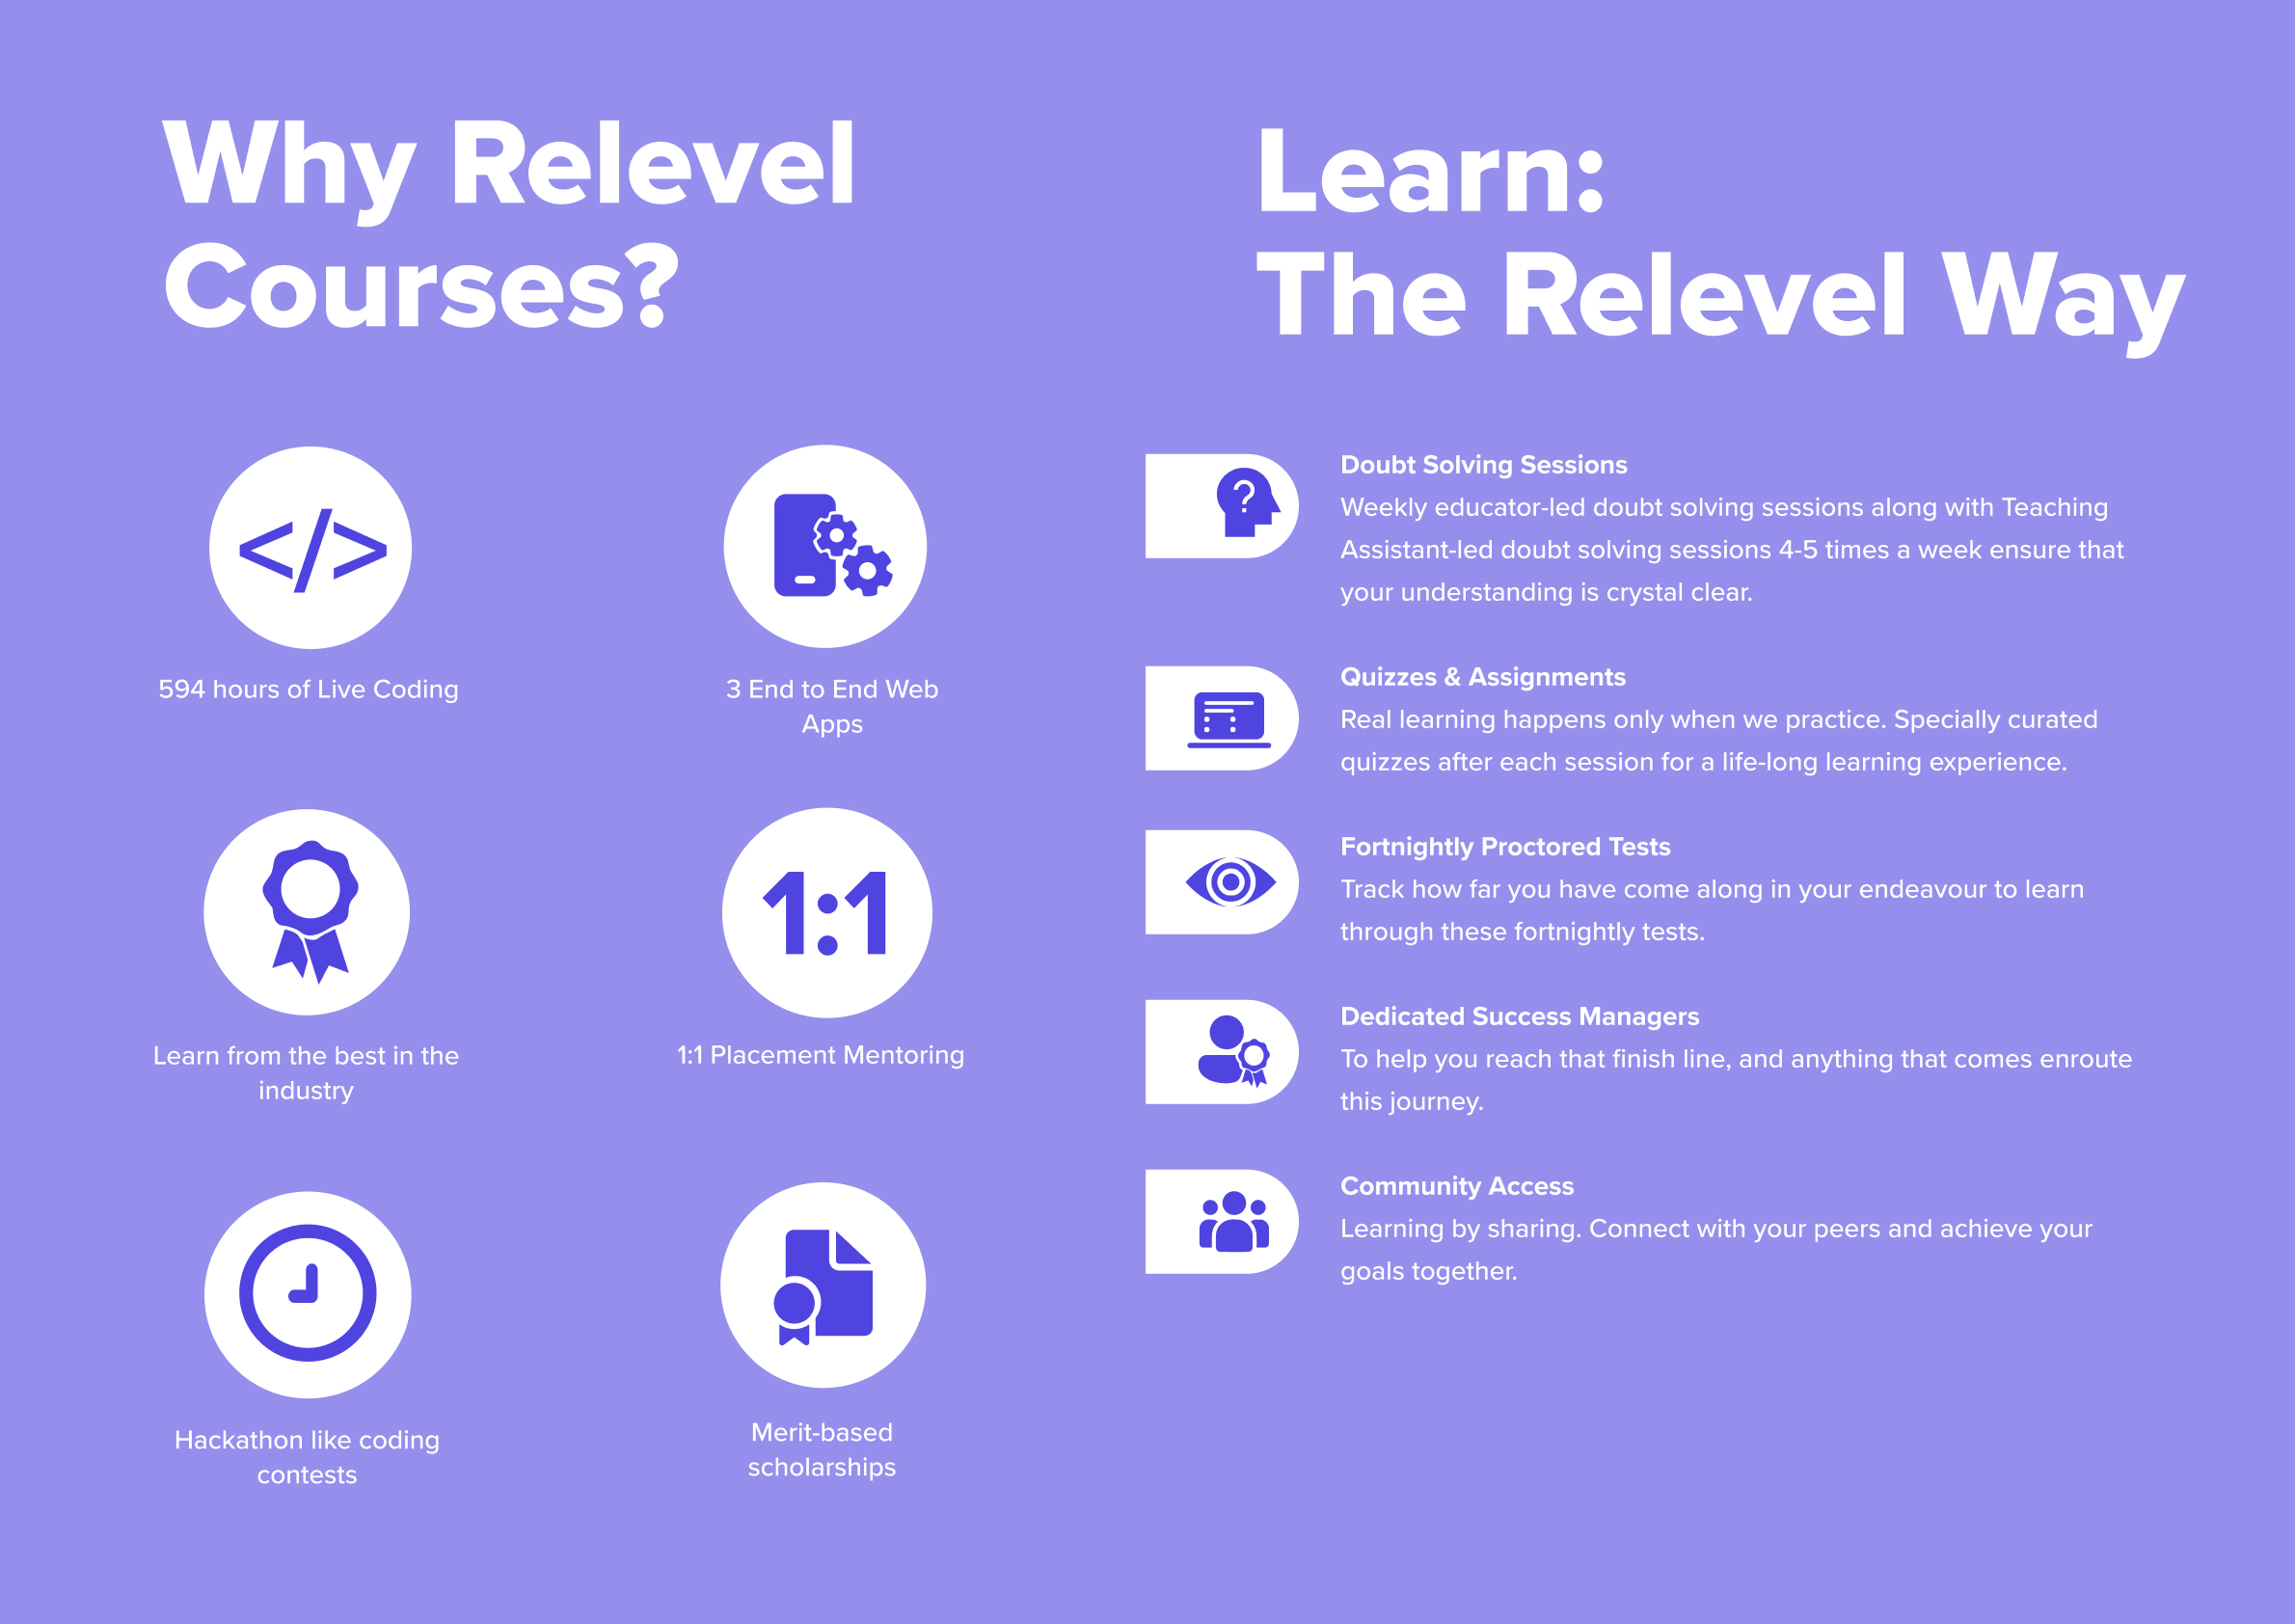 Why Relevel
Courses?
</>
594 hours of Live Coding
3 End to End Web
Apps
Learn from the best in the
industry
1:1
1:1 Placement Mentoring
Hackathon like coding
contests
Merit-based
scholarships
Learn:
The Relevel Way
?
Doubt Solving Sessions
Weekly educator-led doubt solving sessions along with Teaching
Assistant-led doubt solving sessions 4-5 times a week ensure that
your understanding is crystal clear.
Quizzes & Assignments
Real learning happens only when we practice. Specially curated
quizzes after each session for a life-long learning experience.
Fortnightly Proctored Tests
Track how far you have come along in your endeavour to learn
through these fortnightly tests.
Dedicated Success Managers
To help you reach that finish line, and anything that comes enroute
this journey.
Community Access
Learning by sharing. Connect with your peers and achieve your
goals together.